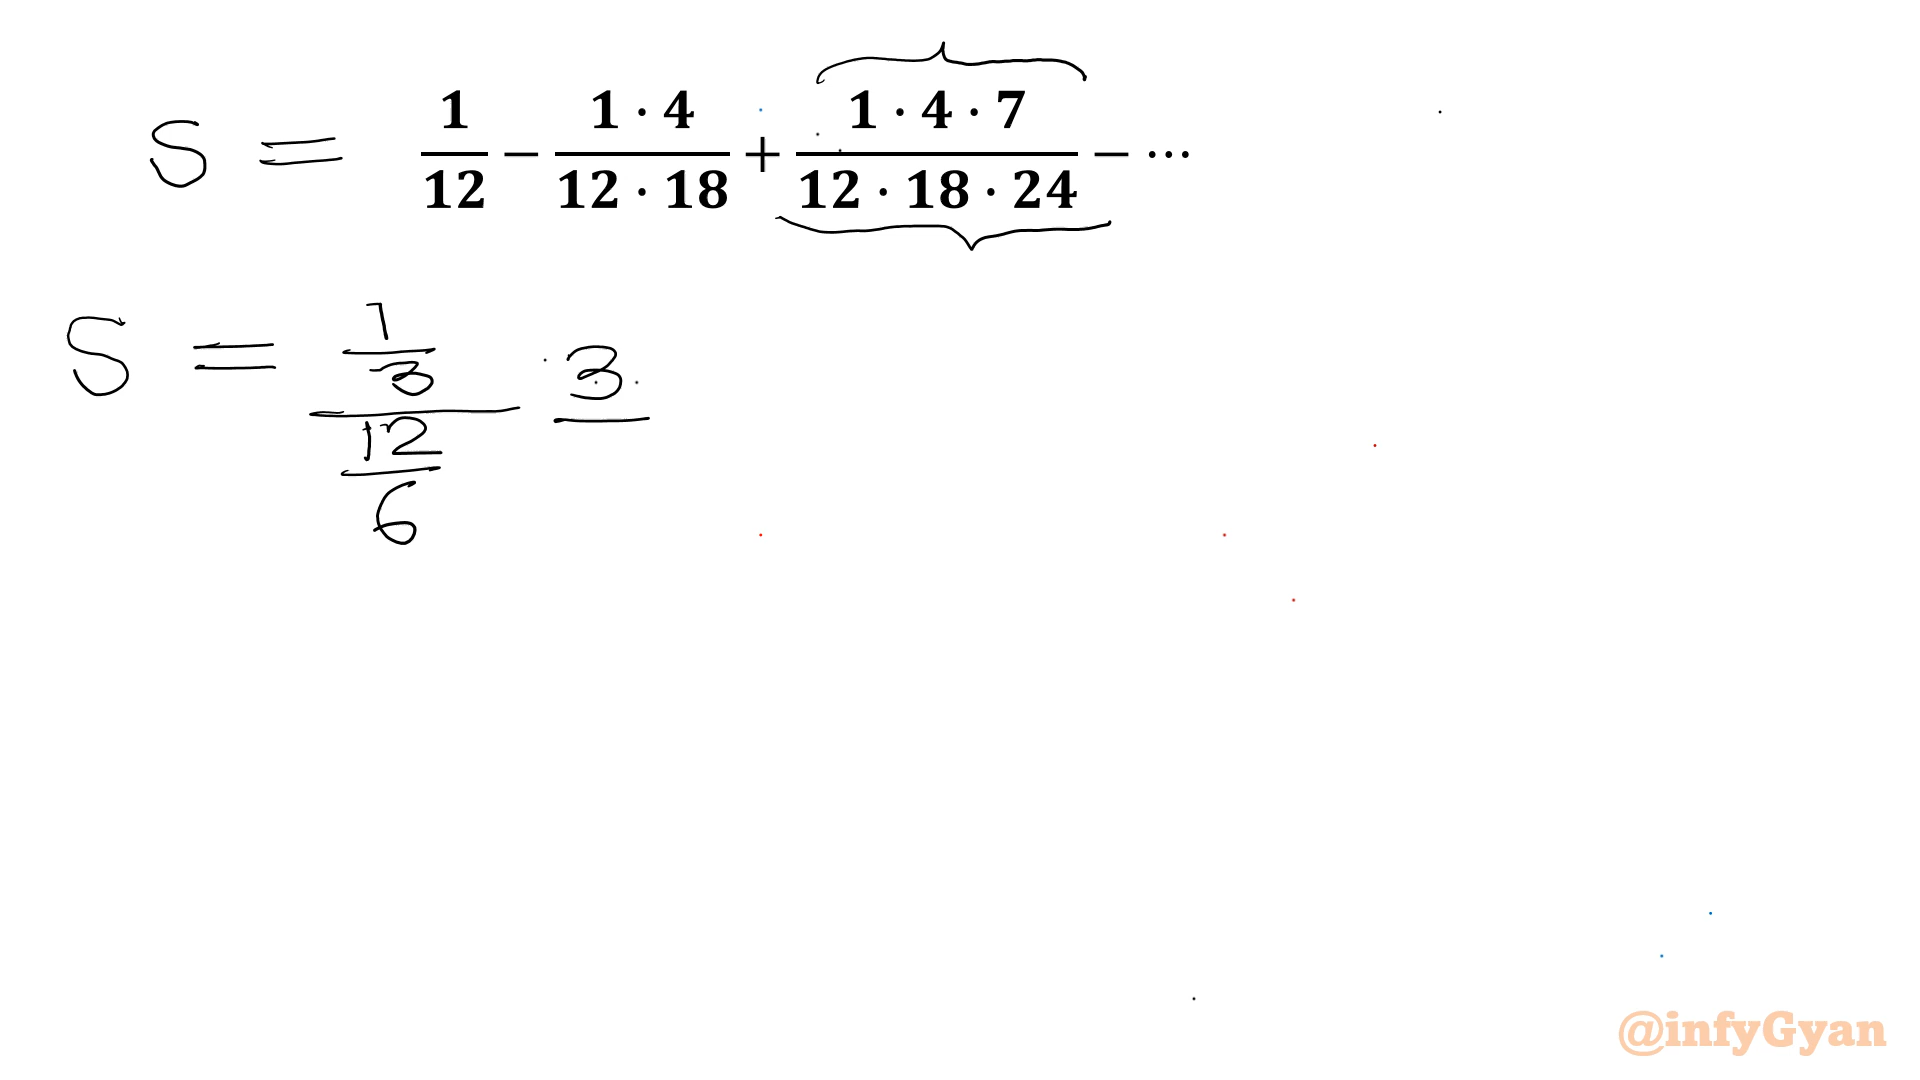 S = 1/12 − 1 · 4/12 · 18 + 1 · 4 · 7/12 · 18 · 24 − ⋯
S = 1/3 / 12/6 · 3
@infyGyan